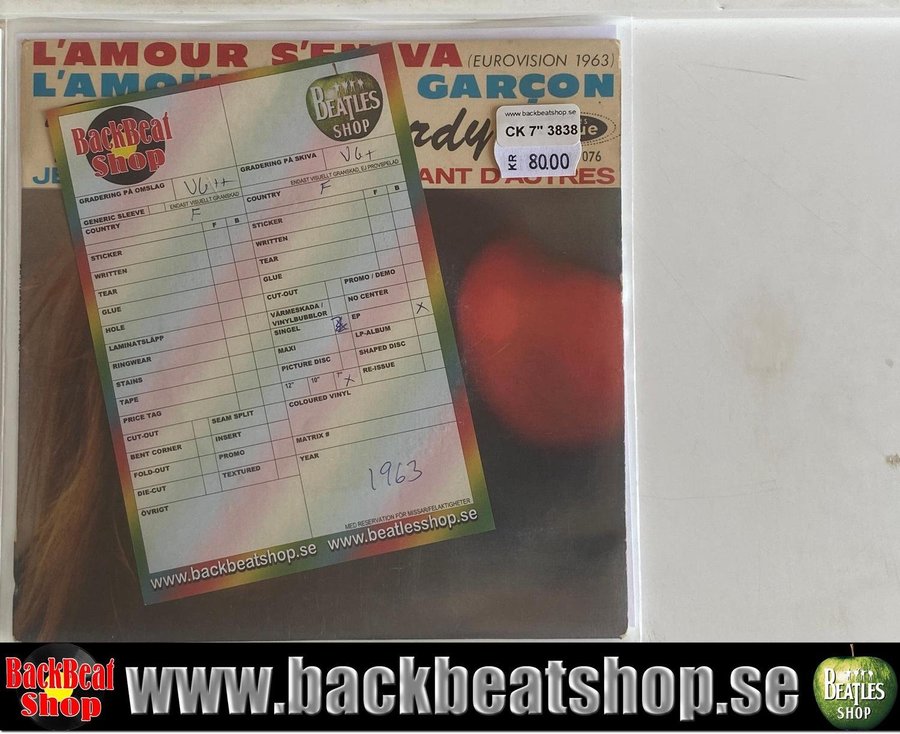 L'AMOUR S'EN VA (EUROVISION 1963)
L'AMOUR GARÇON
rdy
076
JE ANT D'AUTRES
www.backbeatshop.se
CK 7" 3838
KR 8000
BackBeat
Shop
BEATLES
SHOP
GRADERING PÅ OMSLAG VG++
ENDAST VISUELLT GRANSKAD
GRADERING PÅ SKIVA VG+
ENDAST VISUELLT GRANSKAD, EJ PROVSPELAD
GENERIC SLEEVE
COUNTRY F
F B
STICKER
WRITTEN
TEAR
GLUE
HOLE
LAMINATSLÄPP
RINGWEAR
STAINS
TAPE
PRICE TAG
CUT-OUT SEAM SPLIT
BENT CORNER INSERT
FOLD-OUT PROMO
DIE-CUT TEXTURED
ÖVRIGT
COUNTRY F
F B
STICKER
WRITTEN
TEAR
GLUE
CUT-OUT PROMO / DEMO
VÄRMESKADA /
VINYLBUBBLOR NO CENTER
SINGEL EP X
MAXI LP-ALBUM
PICTURE DISC SHAPED DISC
12" 10" 7" X RE-ISSUE
COLOURED VINYL
MATRIX #
YEAR
1963
MED RESERVATION FÖR MISSAR/FELAKTIGHETER
www.backbeatshop.se www.beatlesshop.se
BackBeat
Shop
www.backbeatshop.se
BEATLES
SHOP